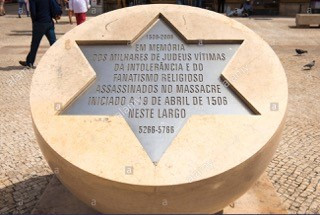 1506-2006
EM MEMÓRIA
DOS MILHARES DE JUDEUS VÍTIMAS
DA INTOLERÂNCIA E DO
FANATISMO RELIGIOSO
ASSASSINADOS NO MASSACRE
INICIADO A 19 DE ABRIL DE 1506
NESTE LARGO
5266-5766